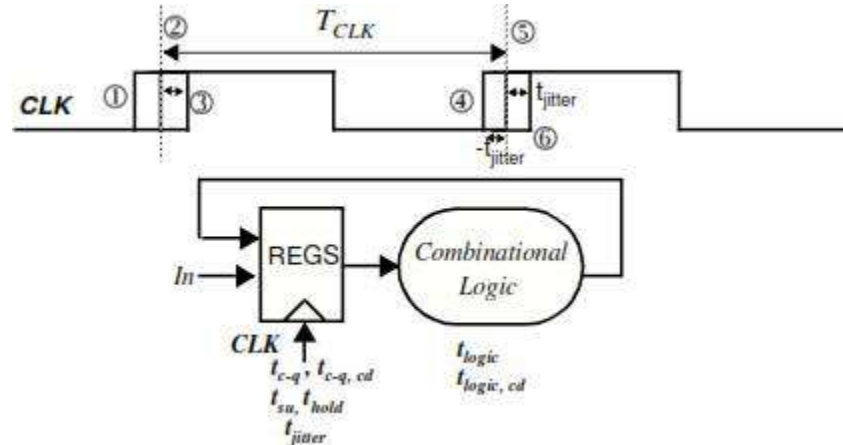 ②
T_CLK
⑤
CLK
①
③
④
t_jitter
⑥
-t_jitter
REGS
Combinational
Logic
In
CLK
t_c-q, t_c-q, cd
t_su, t_hold
t_jitter
t_logic
t_logic, cd